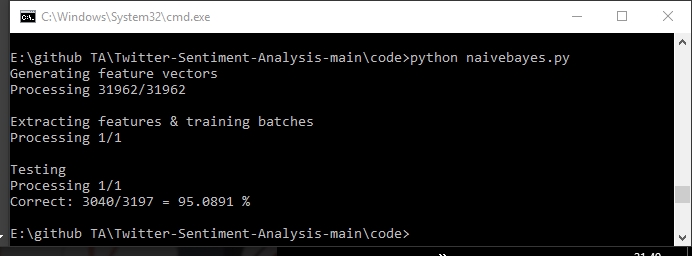 C:\Windows\System32\cmd.exe
E:\github TA\Twitter-Sentiment-Analysis-main\code>python naivebayes.py
Generating feature vectors
Processing 31962/31962
Extracting features & training batches
Processing 1/1
Testing
Processing 1/1
Correct: 3040/3197 = 95.0891 %
E:\github TA\Twitter-Sentiment-Analysis-main\code>